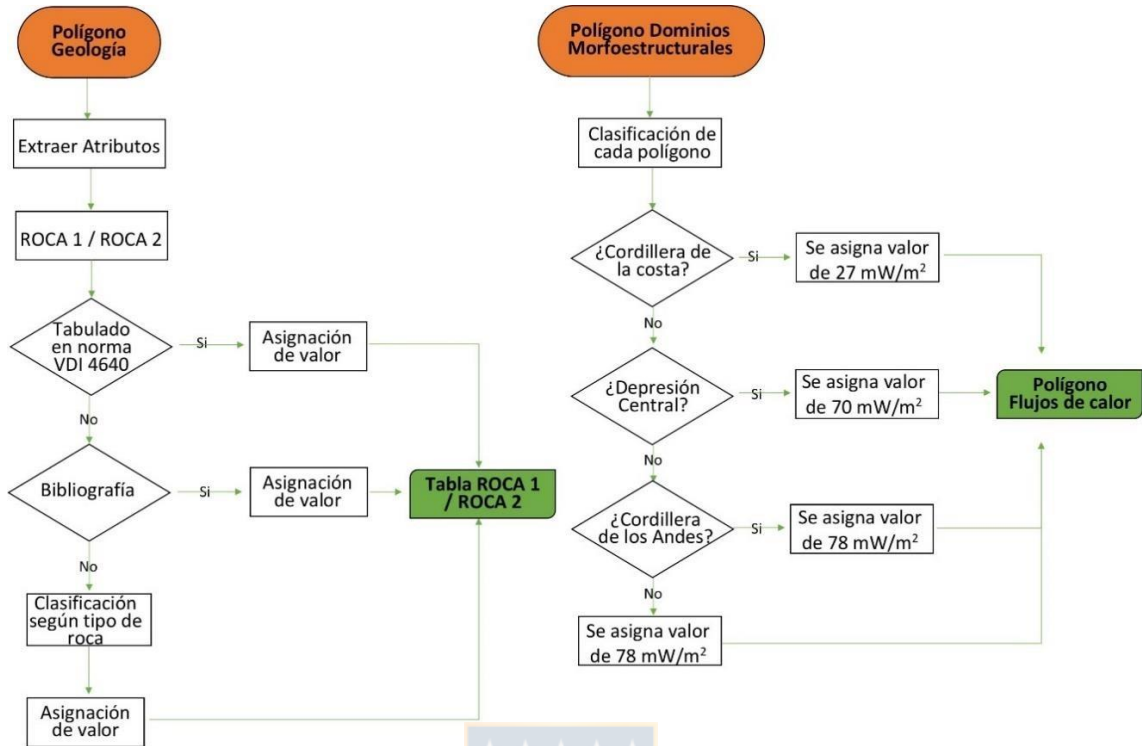 Polígono
Geología
Extraer Atributos
ROCA 1 / ROCA 2
Tabulado
en norma
VDI 4640
Si
Asignación
de valor
No
Bibliografía
Si
Asignación
de valor
Tabla ROCA 1
/ ROCA 2
No
Clasificación
según tipo de
roca
Asignación
de valor
Polígono Dominios
Morfoestructurales
Clasificación de
cada polígono
¿Cordillera de
la costa?
Si
Se asigna valor
de 27 mW/m²
No
¿Depresión
Central?
Si
Se asigna valor
de 70 mW/m²
Polígono
Flujos de calor
No
¿Cordillera
de los Andes?
Si
Se asigna valor
de 78 mW/m²
No
Se asigna valor
de 78 mW/m²